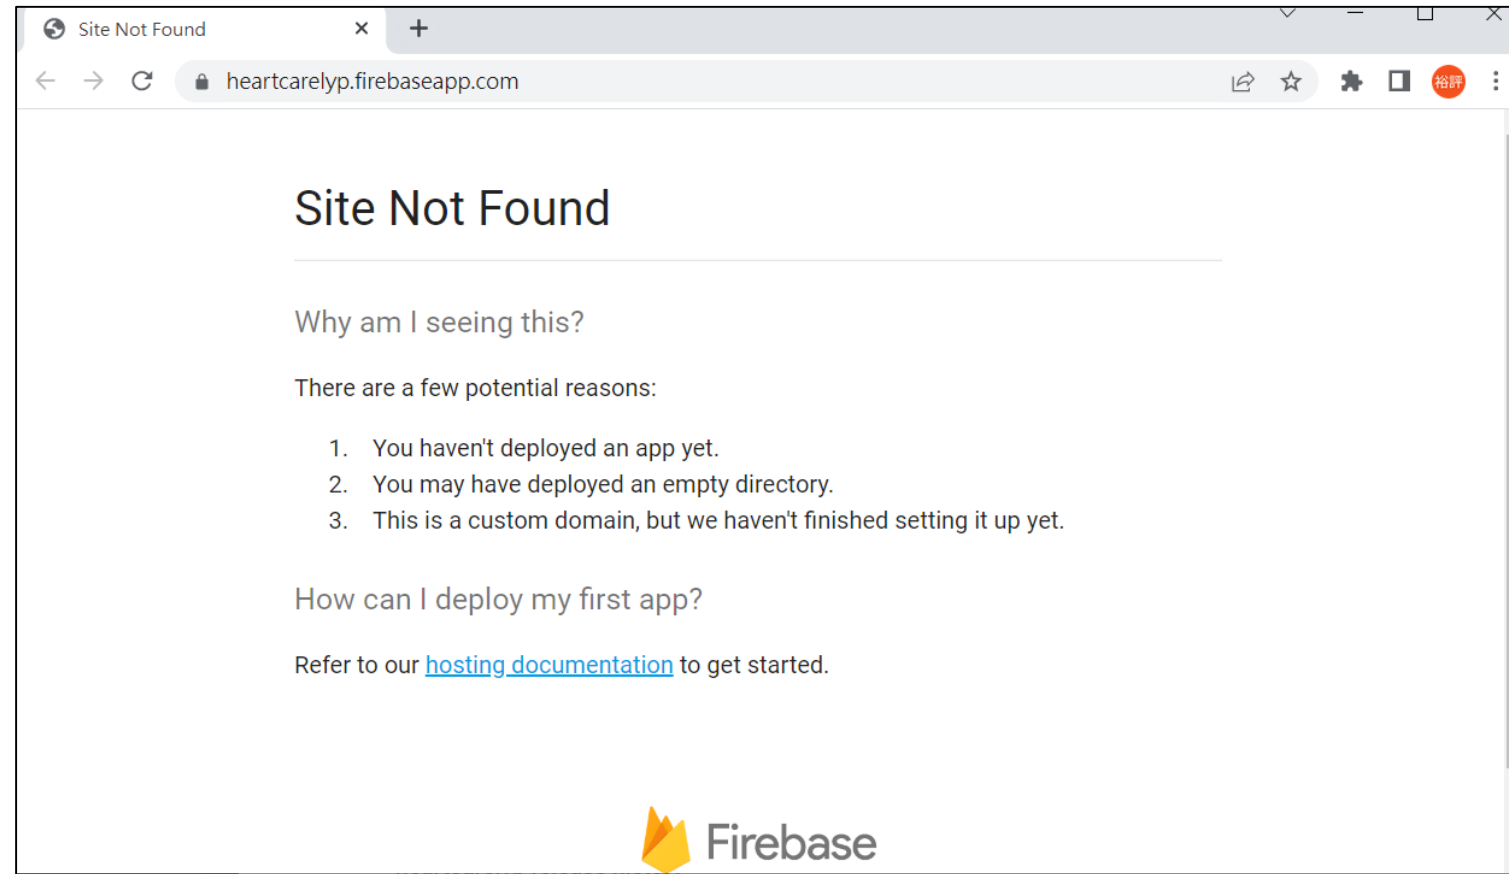 Site Not Found
heartcarelyp.firebaseapp.com
裕評
Site Not Found
Why am I seeing this?
There are a few potential reasons:
1. You haven't deployed an app yet.
2. You may have deployed an empty directory.
3. This is a custom domain, but we haven't finished setting it up yet.
How can I deploy my first app?
Refer to our hosting documentation to get started.
Firebase